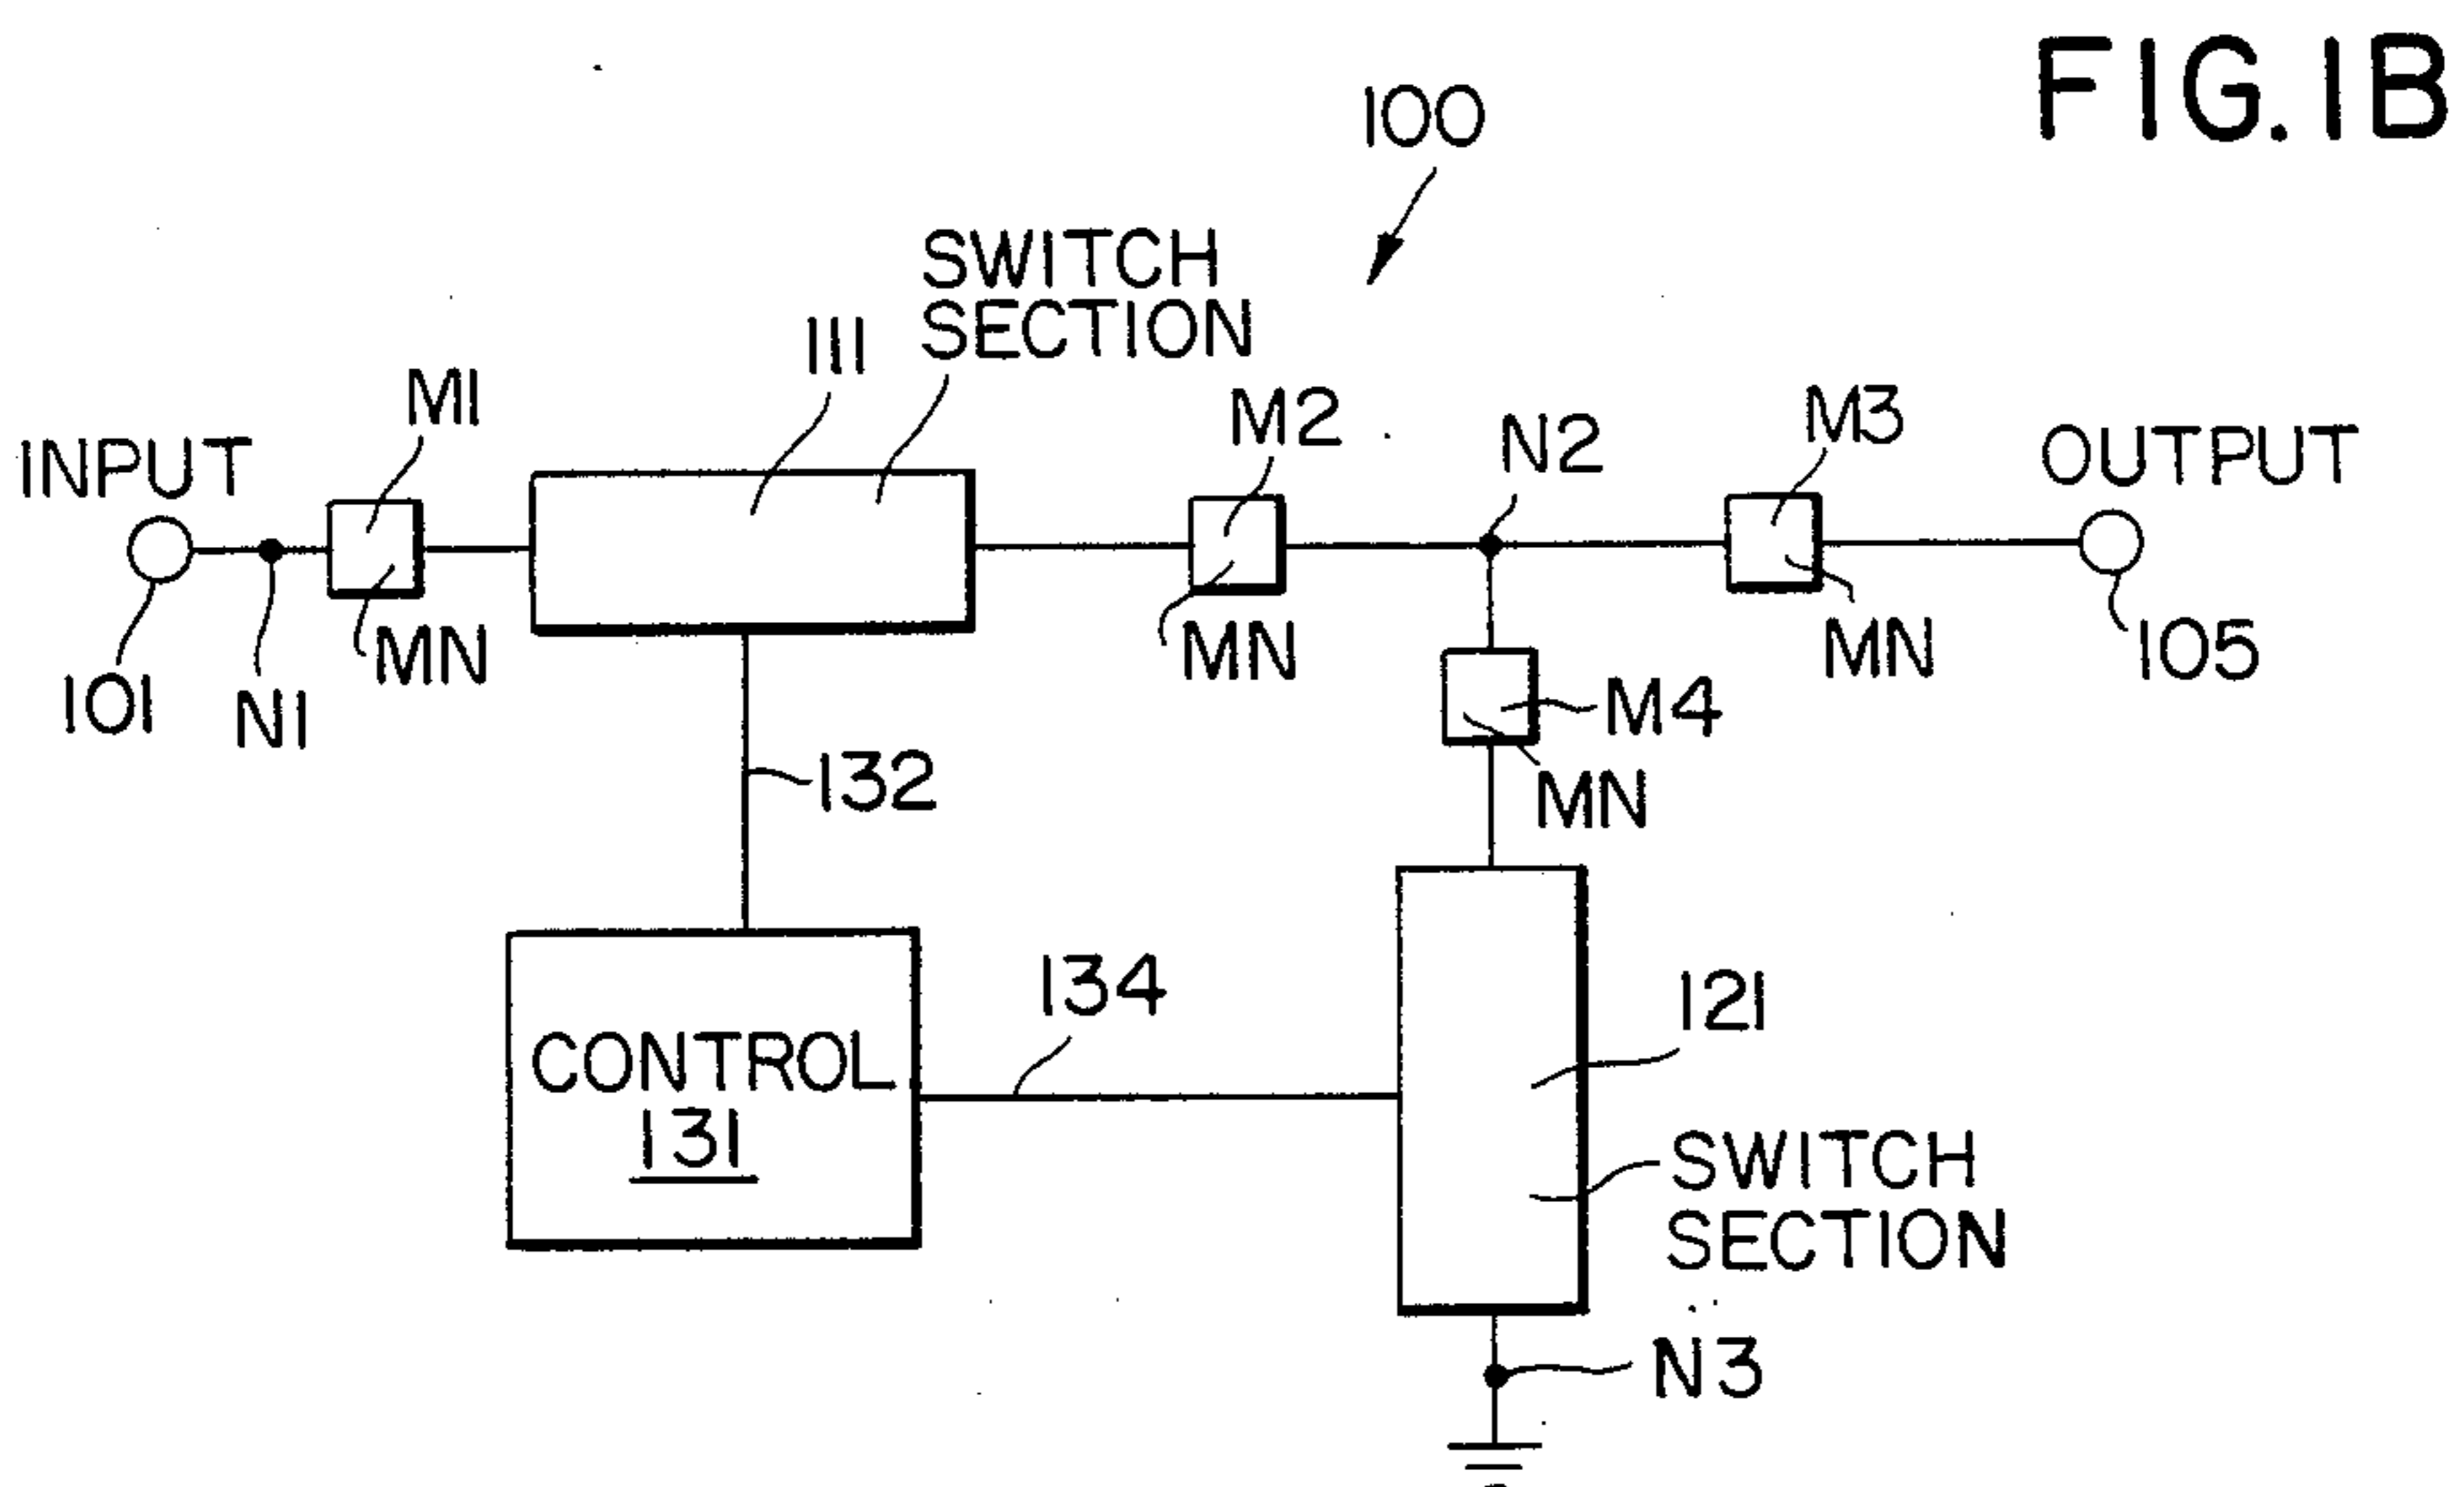 FIG. 1B
100
SWITCH
SECTION
111
M1
M2
N2
M3
INPUT
OUTPUT
MN
MN
MN
101
N1
105
M4
132
MN
134
121
CONTROL
131
SWITCH
SECTION
N3